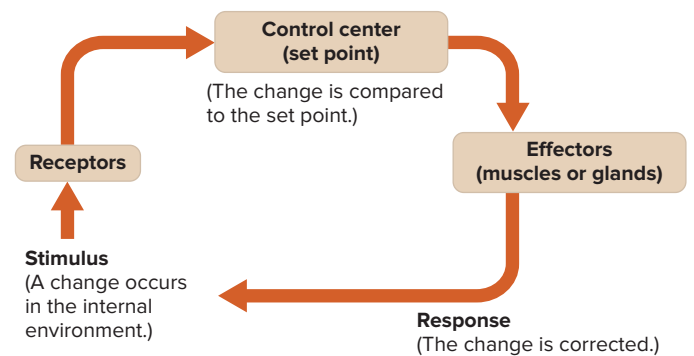 Control center
(set point)
(The change is compared
to the set point.)
Receptors
Effectors
(muscles or glands)
Stimulus
(A change occurs
in the internal
environment.)
Response
(The change is corrected.)